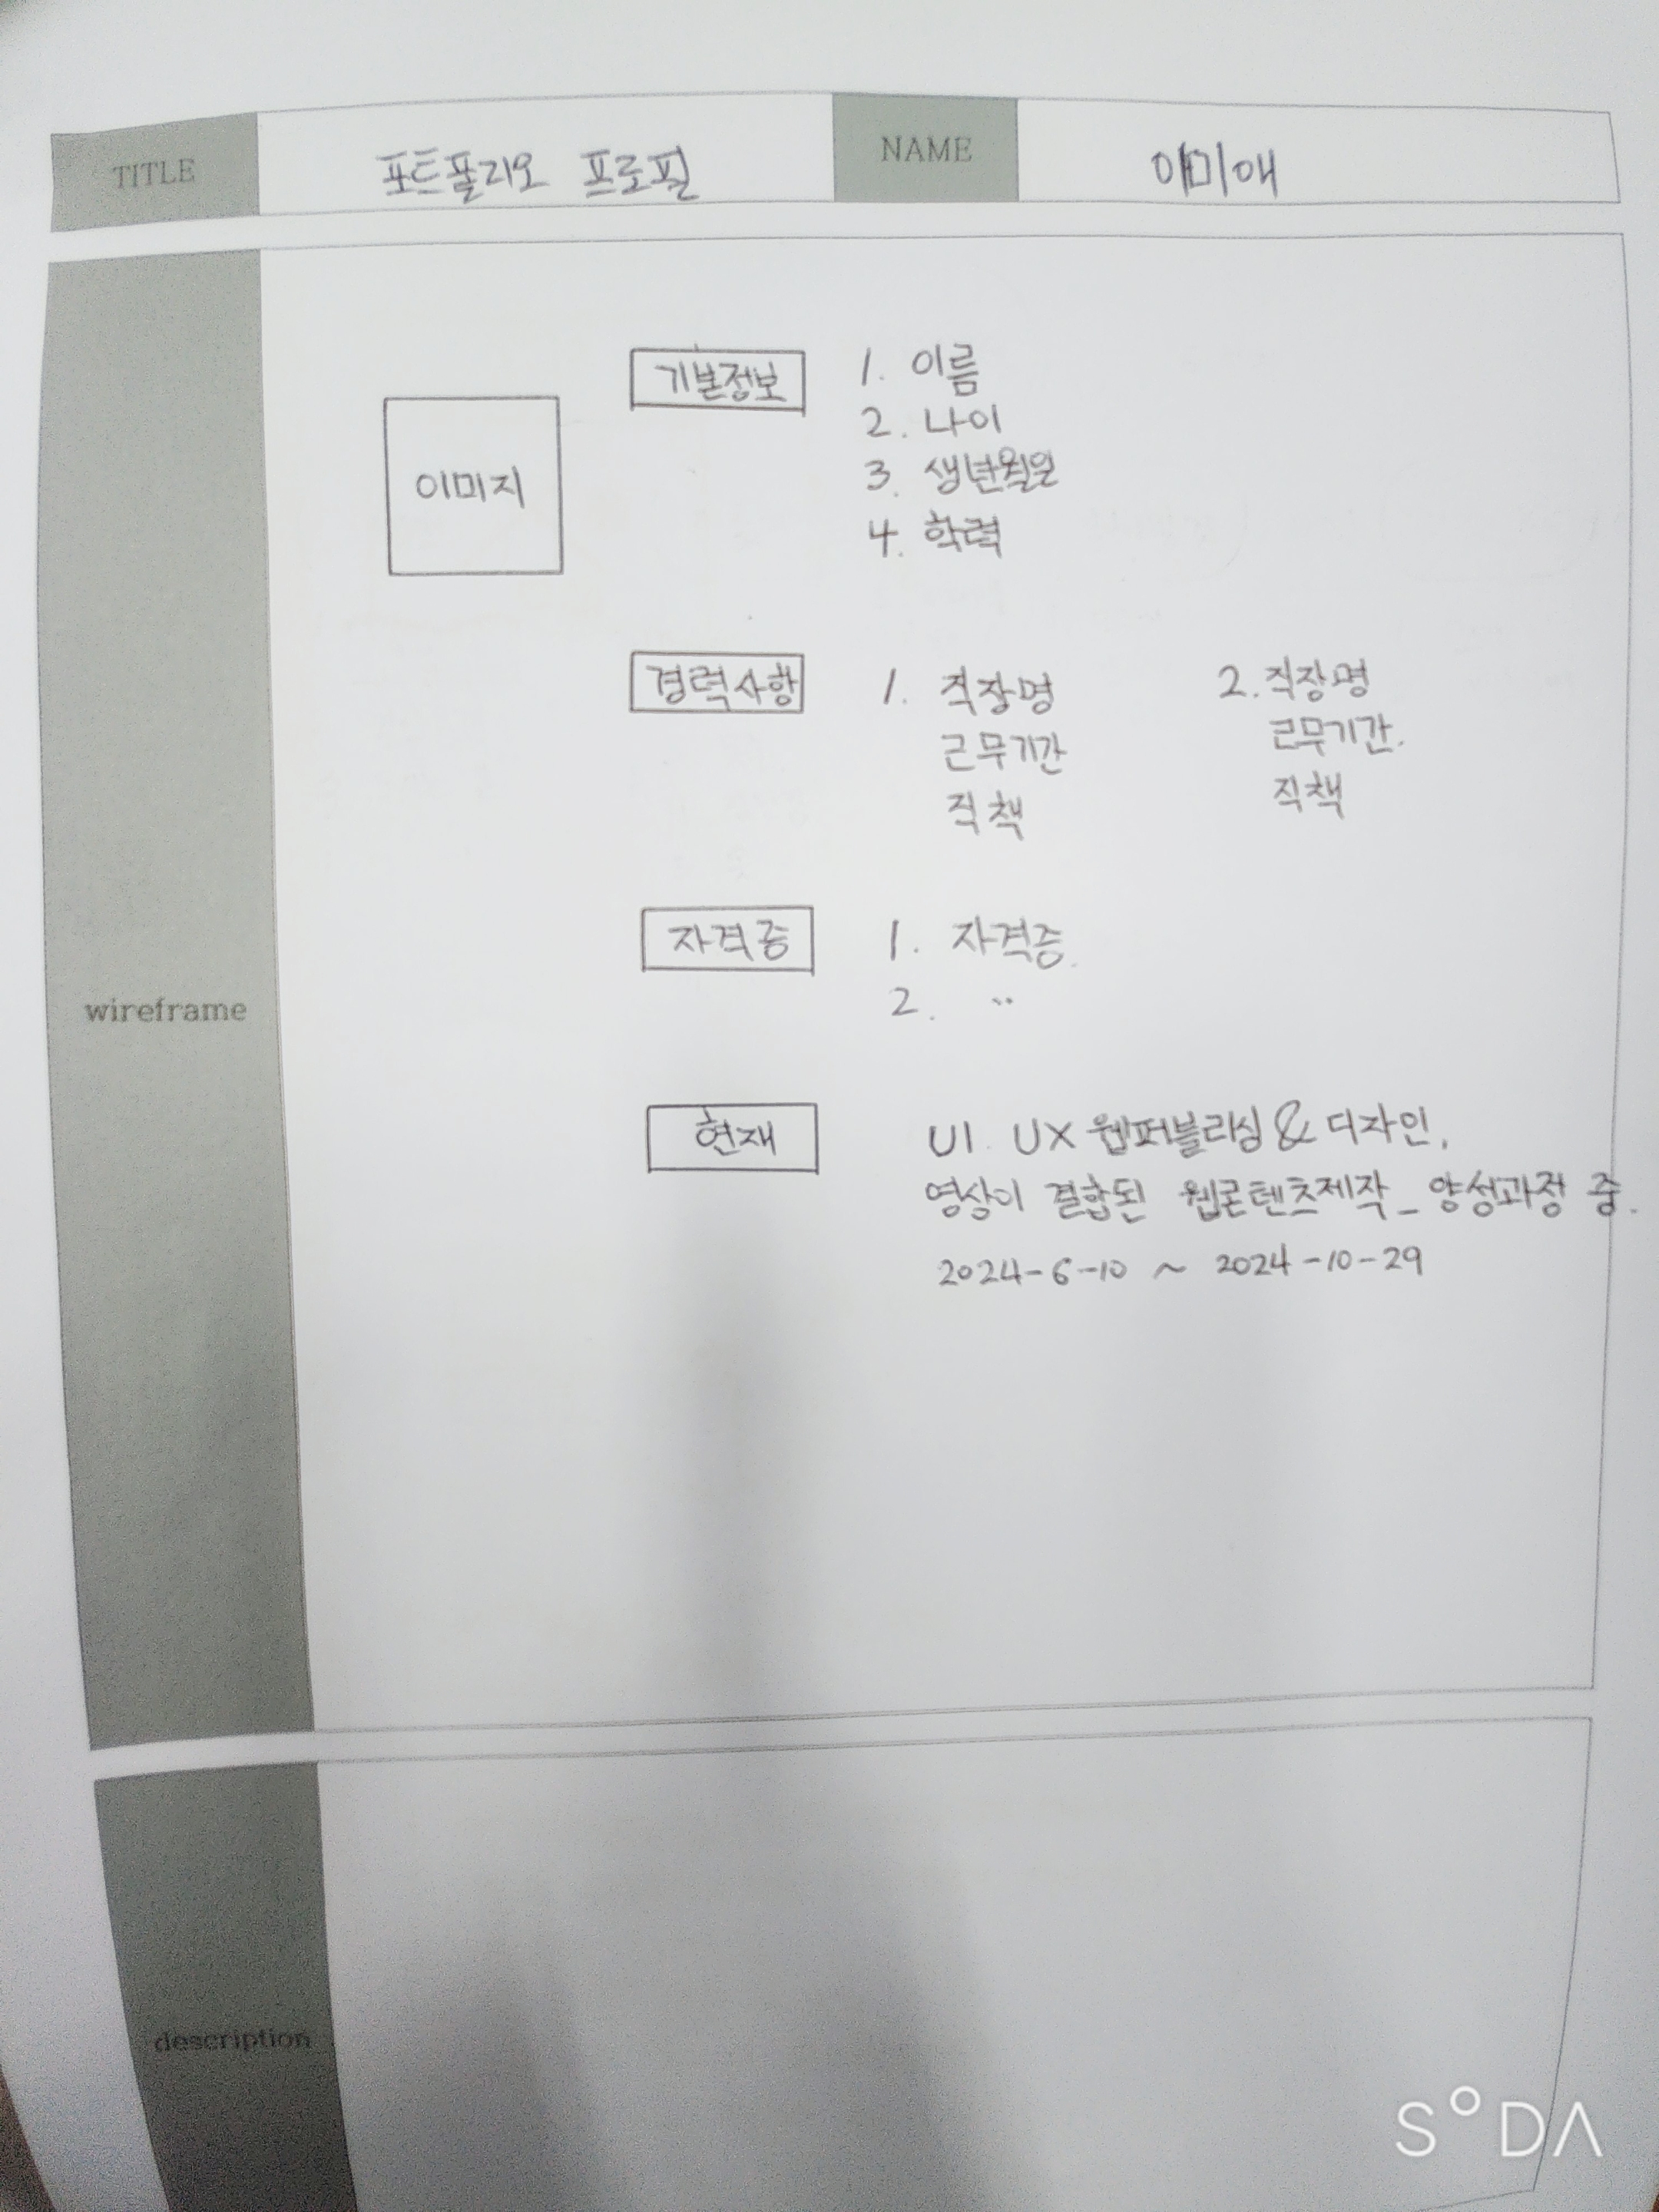 TITLE 포트폴리오 프로필 NAME 이미애
이미지
기본정보 1. 이름
2. 나이
3. 생년월일
4. 학력
경력사항 1. 직장명 2. 직장명
근무기간 근무기간.
직책 직책
자격증 1. 자격증.
2. "
wireframe
현재 UI. UX 웹퍼블리싱 & 디자인,
영상이 결합된 웹콘텐츠제작_양성과정 중.
2024-6-10 ~ 2024-10-29
description
SODA